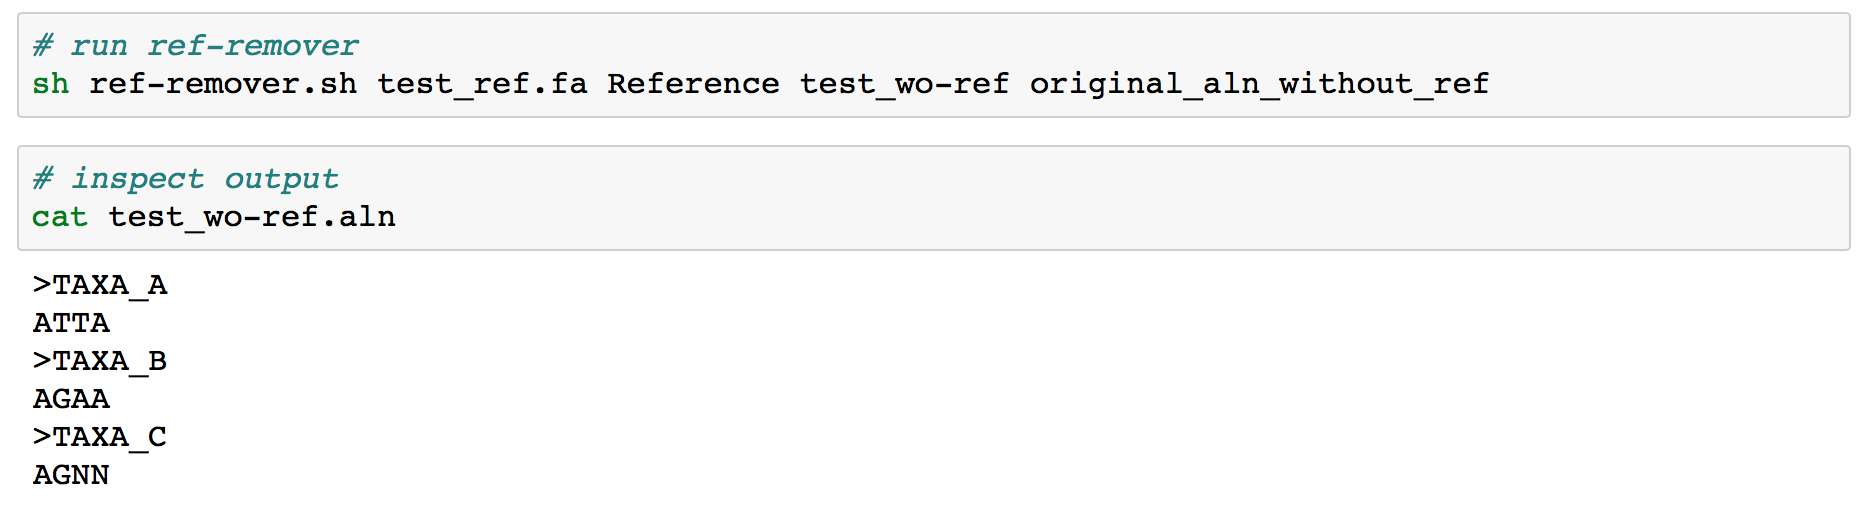 # run ref-remover
sh ref-remover.sh test_ref.fa Reference test_wo-ref original_aln_without_ref
# inspect output
cat test_wo-ref.aln
>TAXA_A
ATTA
>TAXA_B
AGAA
>TAXA_C
AGNN